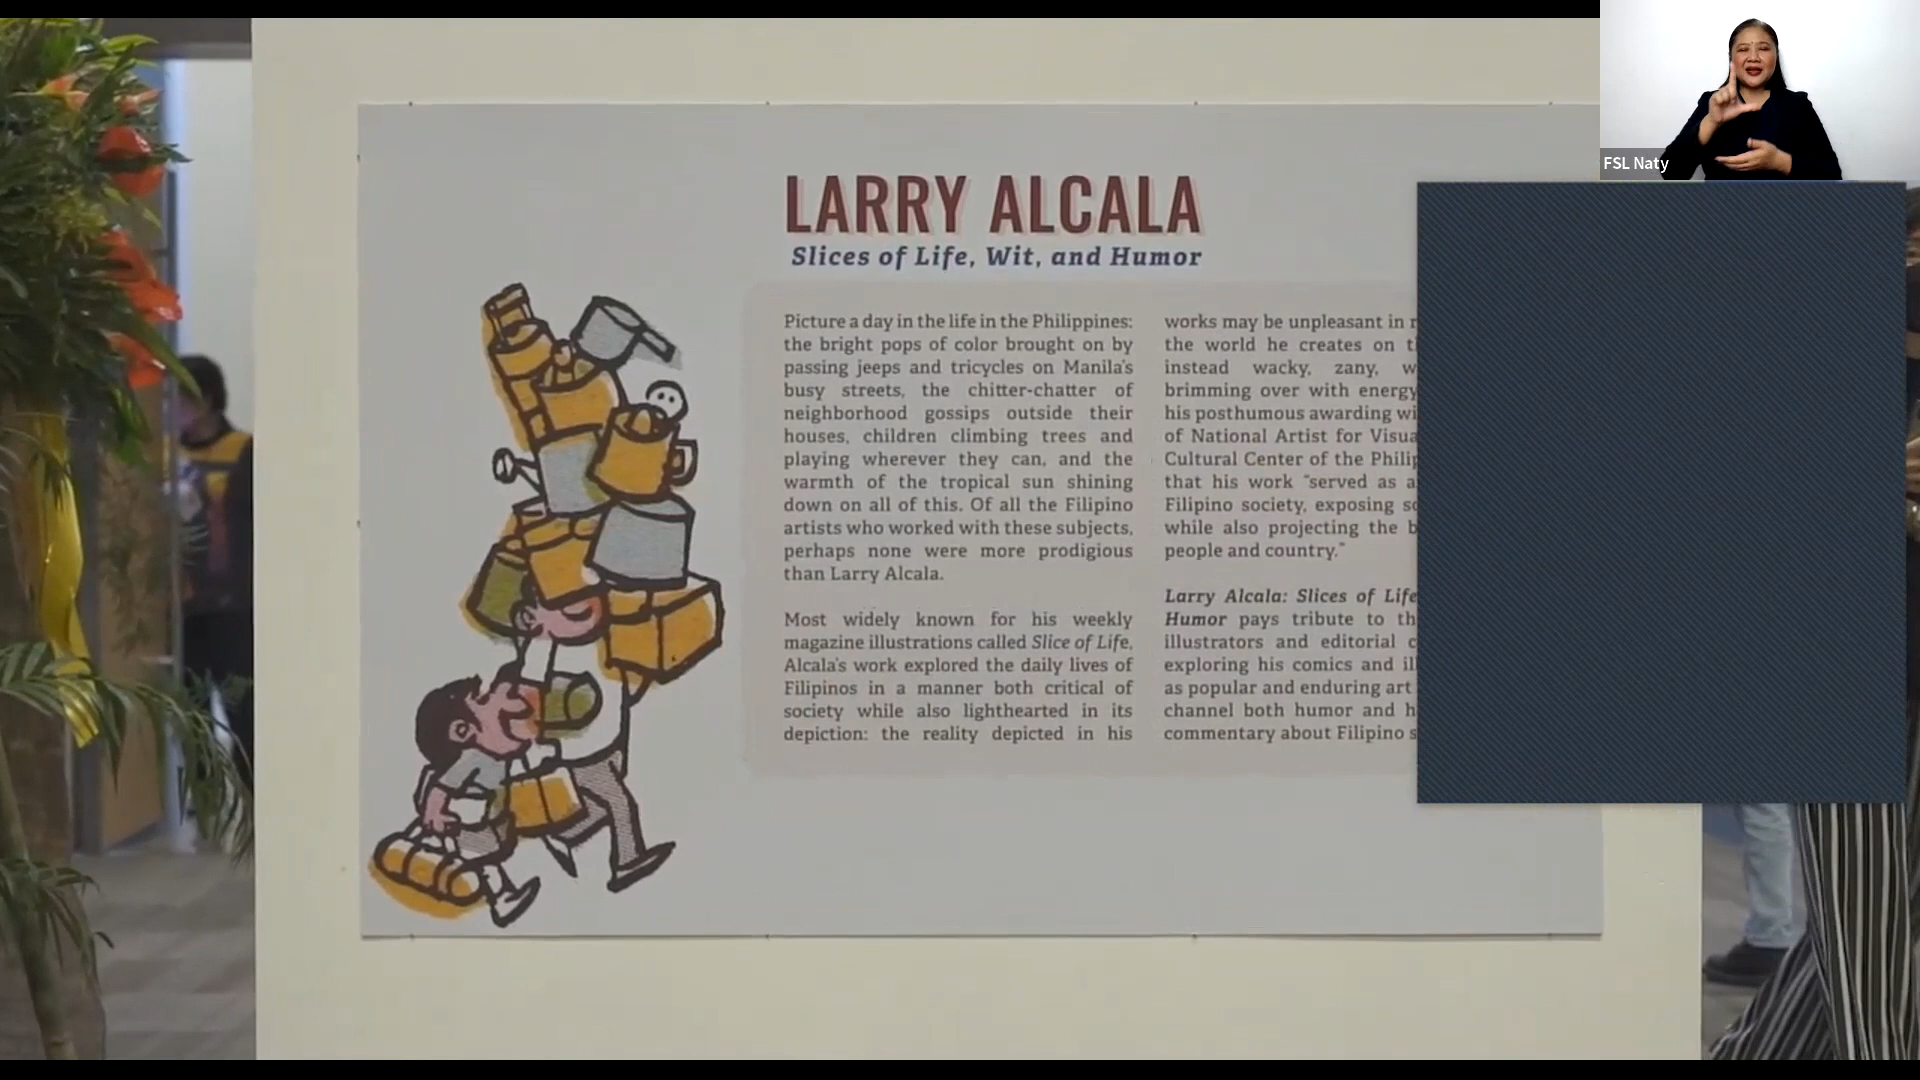 FSL Naty
LARRY ALCALA
Slices of Life, Wit, and Humor
Picture a day in the life in the Philippines:
the bright pops of color brought on by
passing jeeps and tricycles on Manila's
busy streets, the chitter-chatter of
neighborhood gossips outside their
houses, children climbing trees and
playing wherever they can, and the
warmth of the tropical sun shining
down on all of this. Of all the Filipino
artists who worked with these subjects,
perhaps none were more prodigious
than Larry Alcala.
Most widely known for his weekly
magazine illustrations called Slice of Life,
Alcala's work explored the daily lives of
Filipinos in a manner both critical of
society while also lighthearted in its
depiction: the reality depicted in his
works may be unpleasant in
the world he creates on
instead wacky, zany,
brimming over with energy
his posthumous awarding
of National Artist for
Cultural Center of the
that his work "served as
Filipino society, exposing
while also projecting the
people and country."
Larry Alcala: Slices of Life
Humor pays tribute to
illustrators and editorial
exploring his comics and
as popular and enduring art
channel both humor and
commentary about Filipino